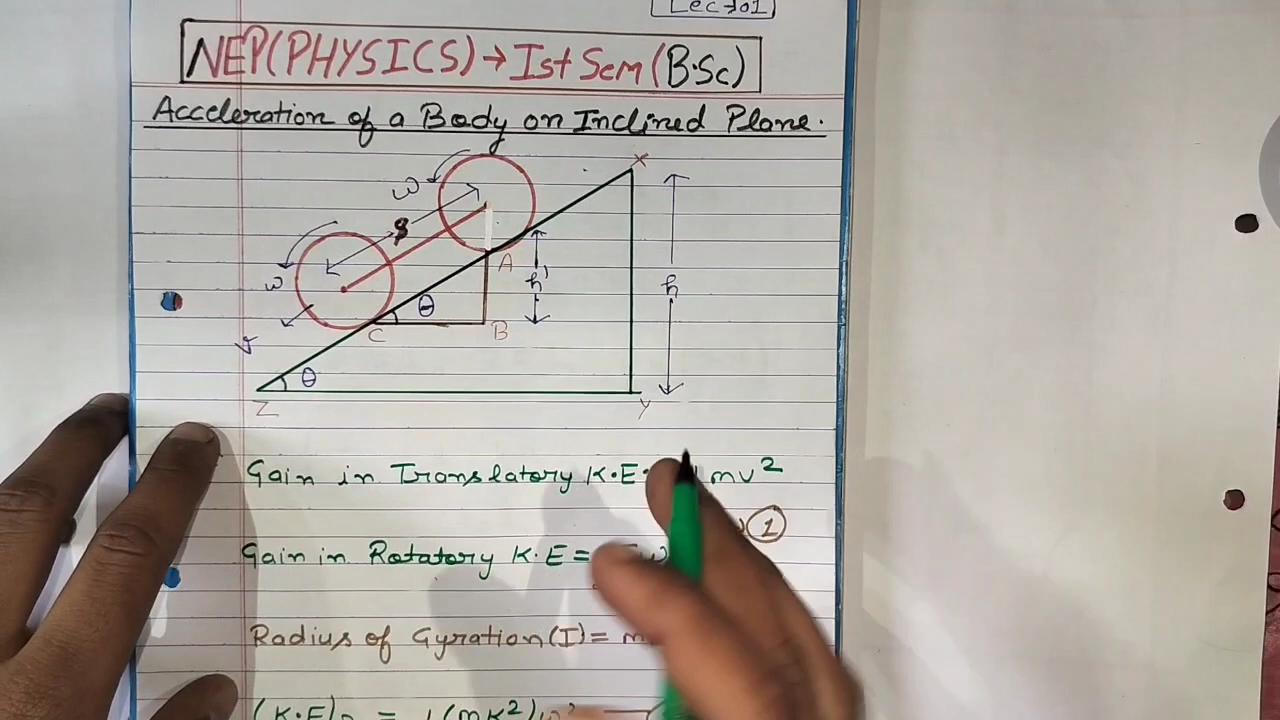 Lec→01
NEP(PHYSICS)→Ist Sem (B.Sc)
Acceleration of a Body on Inclined Plane.
X
ω
s
A
h'
h
ω
θ
C
B
v
θ
Z
Y
Gain in Translatory K.E. mv²
①
Gain in Rotatory K.E =
Radius of Gyration (I) = m
(mK²)